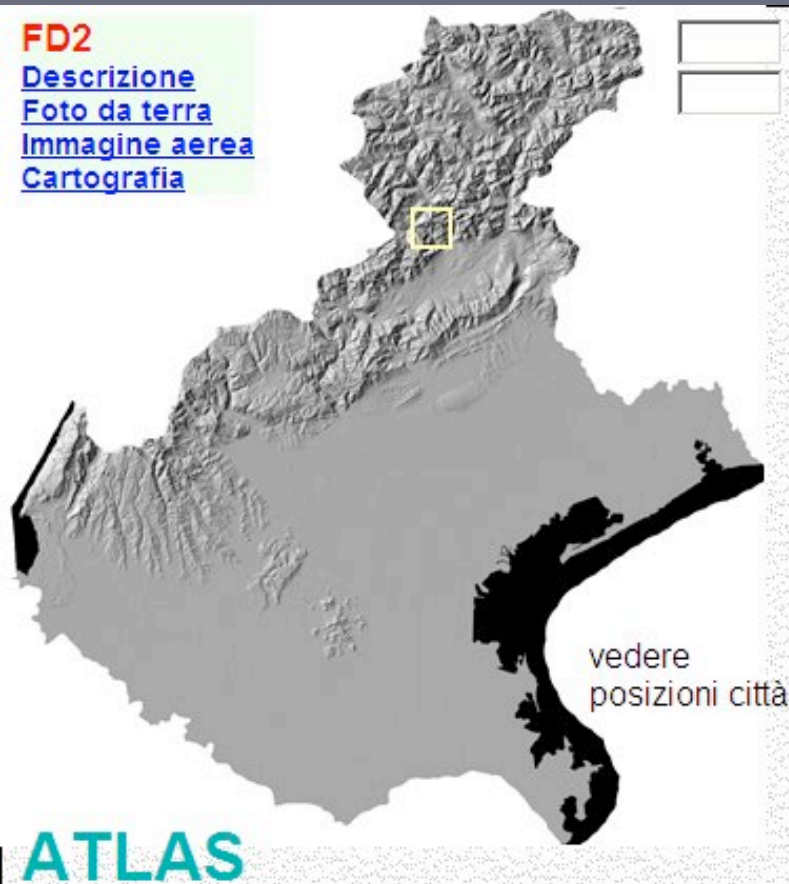 FD2
Descrizione
Foto da terra
Immagine aerea
Cartografia
vedere
posizioni città
ATLAS